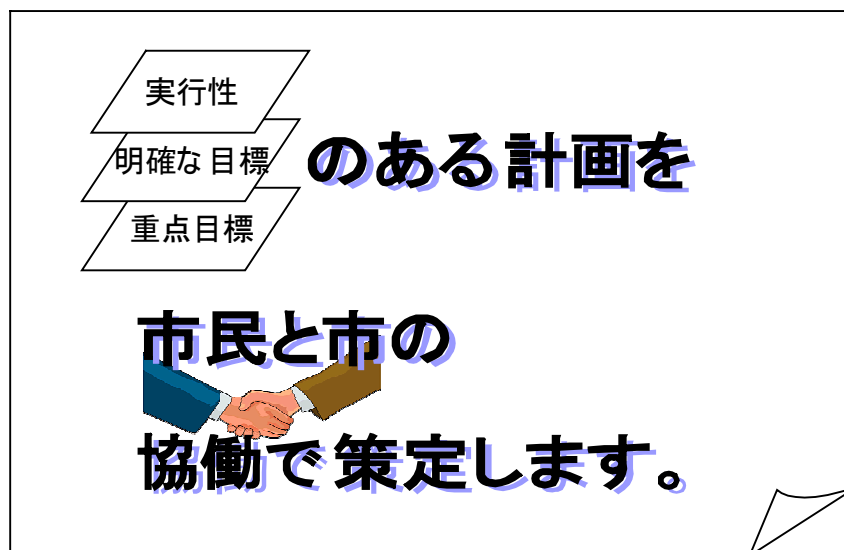 実行性
明確な目標
重点目標
のある計画を
市民と市の
協働で策定します。